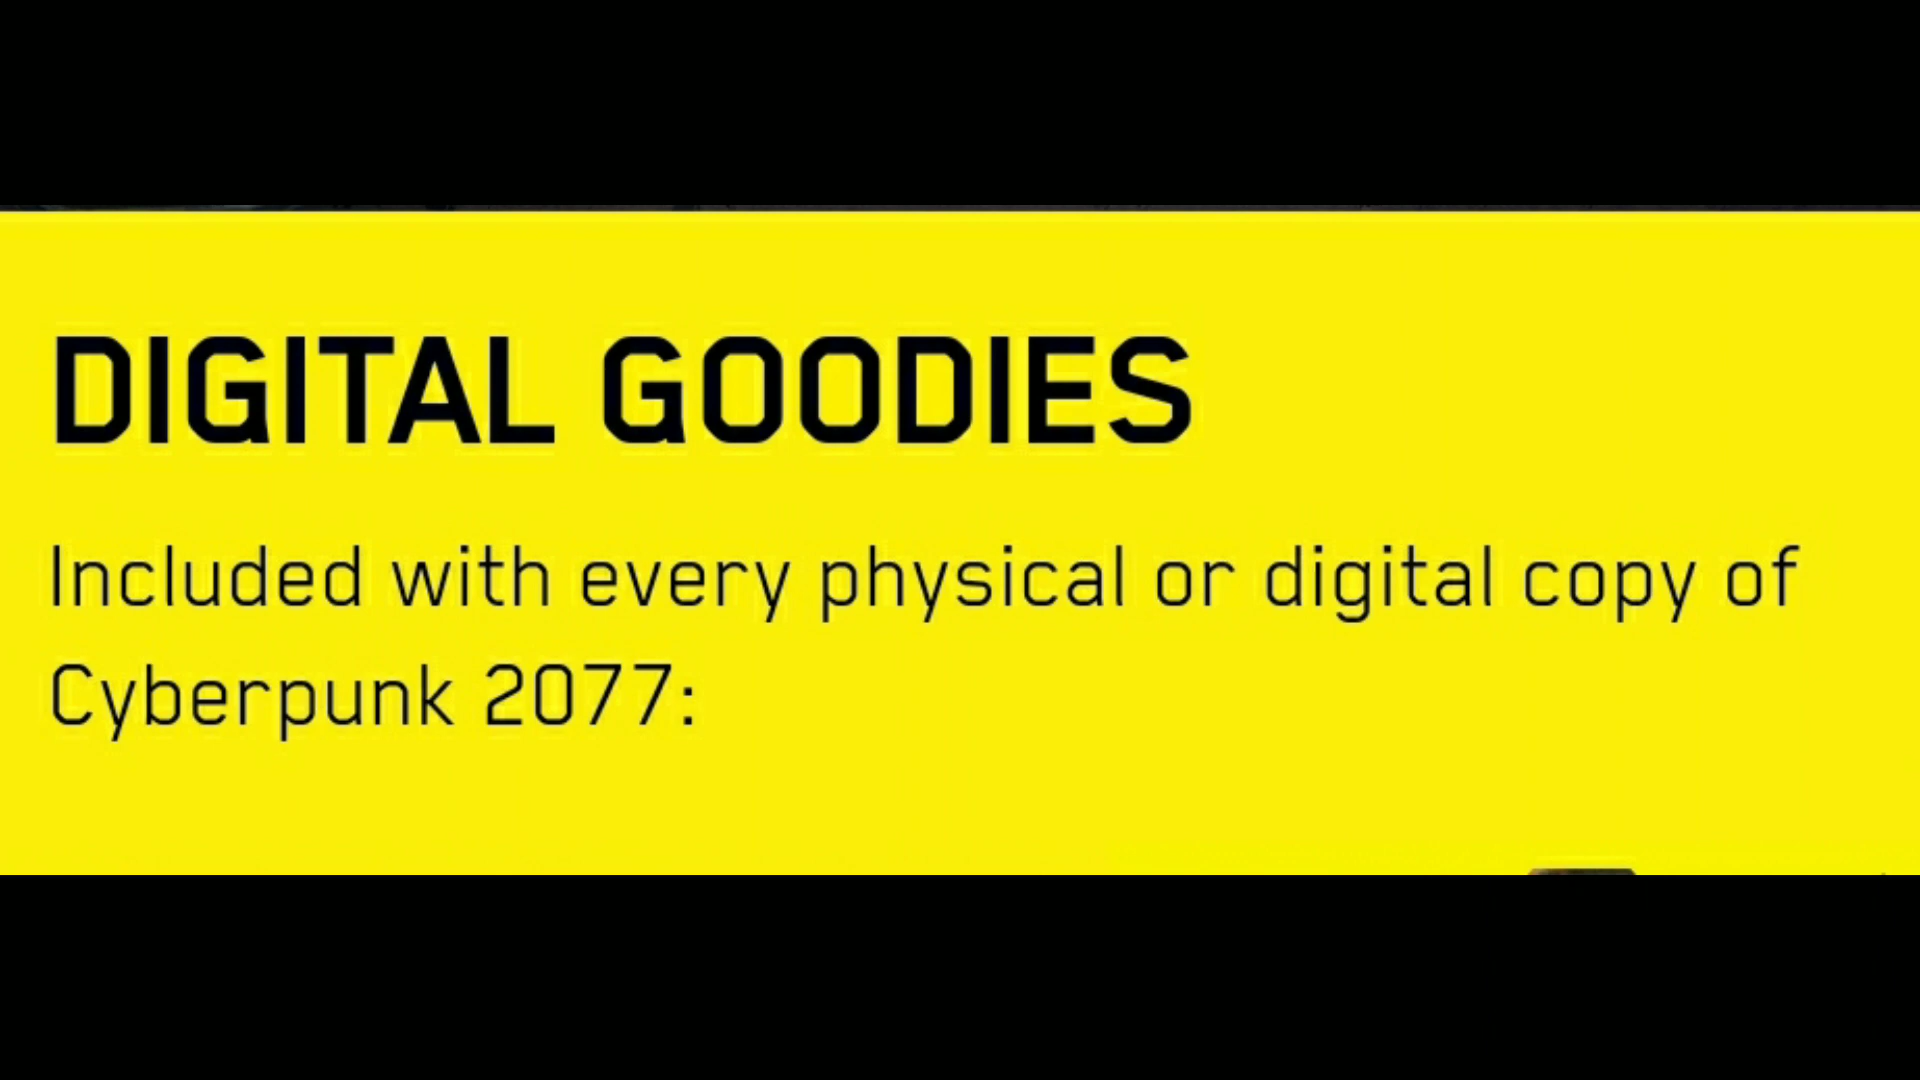 DIGITAL GOODIES
Included with every physical or digital copy of
Cyberpunk 2077: